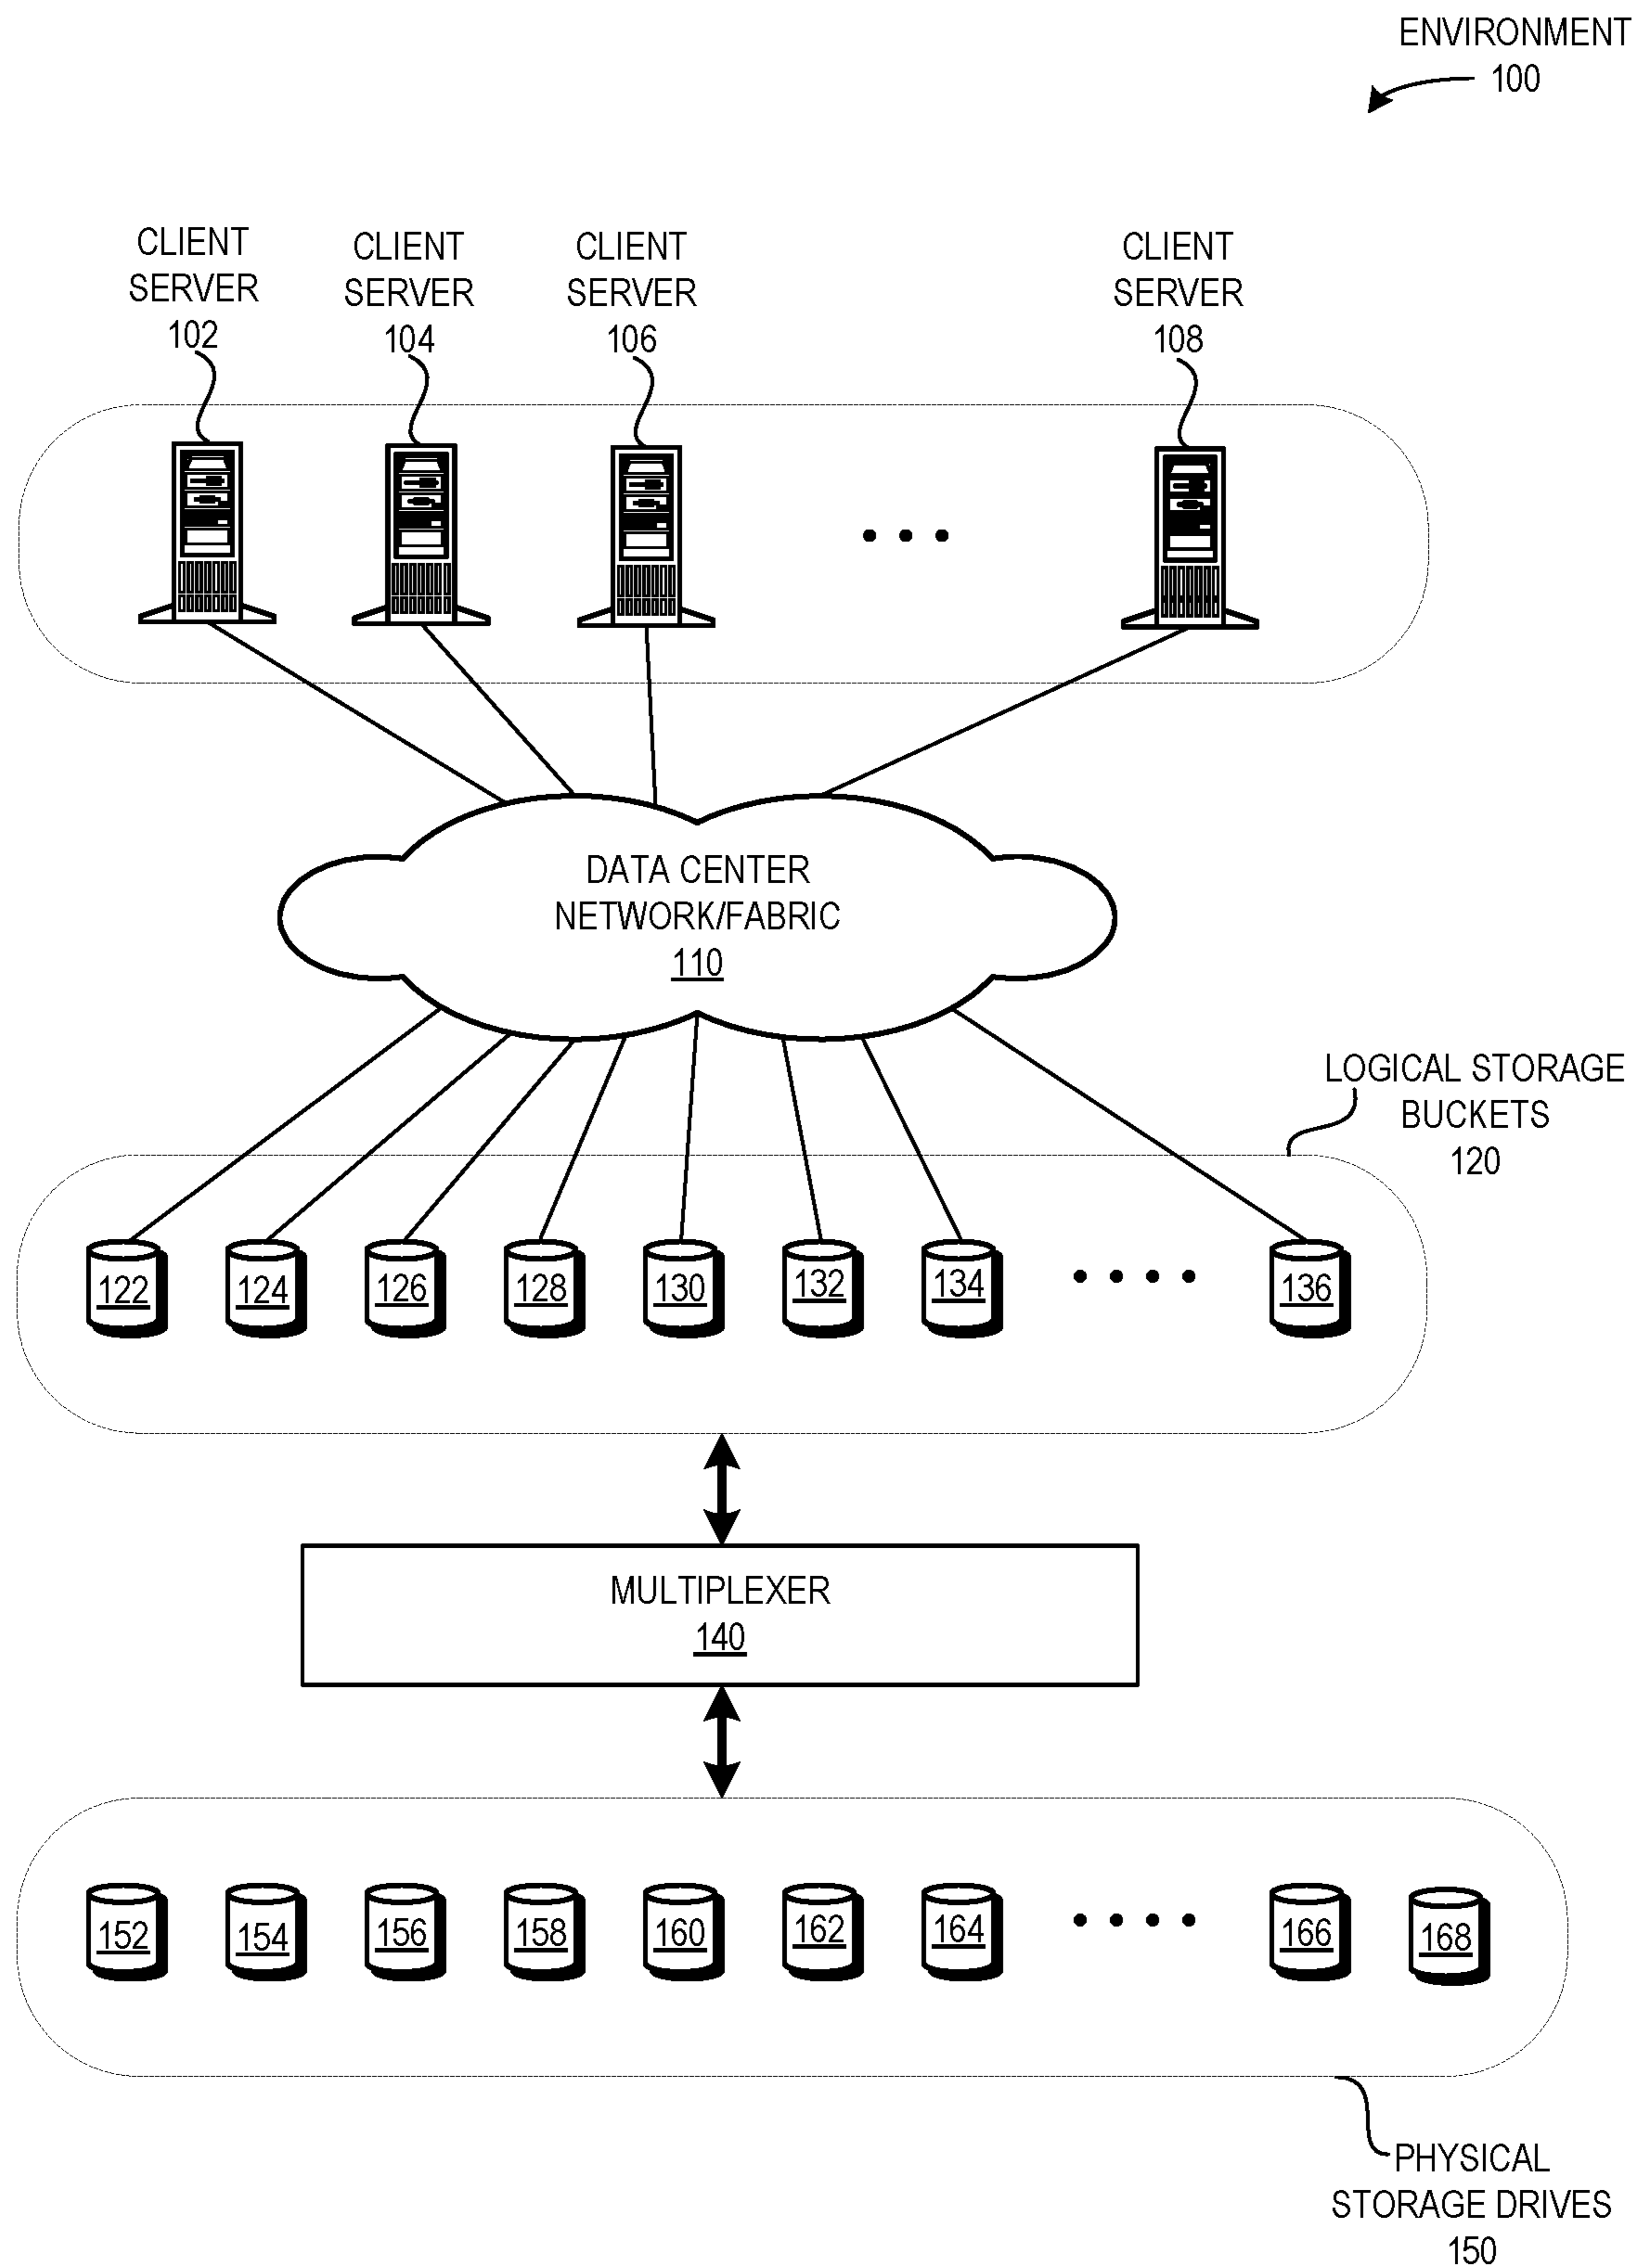 ENVIRONMENT
100
CLIENT
SERVER
102
CLIENT
SERVER
104
CLIENT
SERVER
106
CLIENT
SERVER
108
DATA CENTER
NETWORK/FABRIC
110
LOGICAL STORAGE
BUCKETS
120
122
124
126
128
130
132
134
136
MULTIPLEXER
140
152
154
156
158
160
162
164
166
168
PHYSICAL
STORAGE DRIVES
150